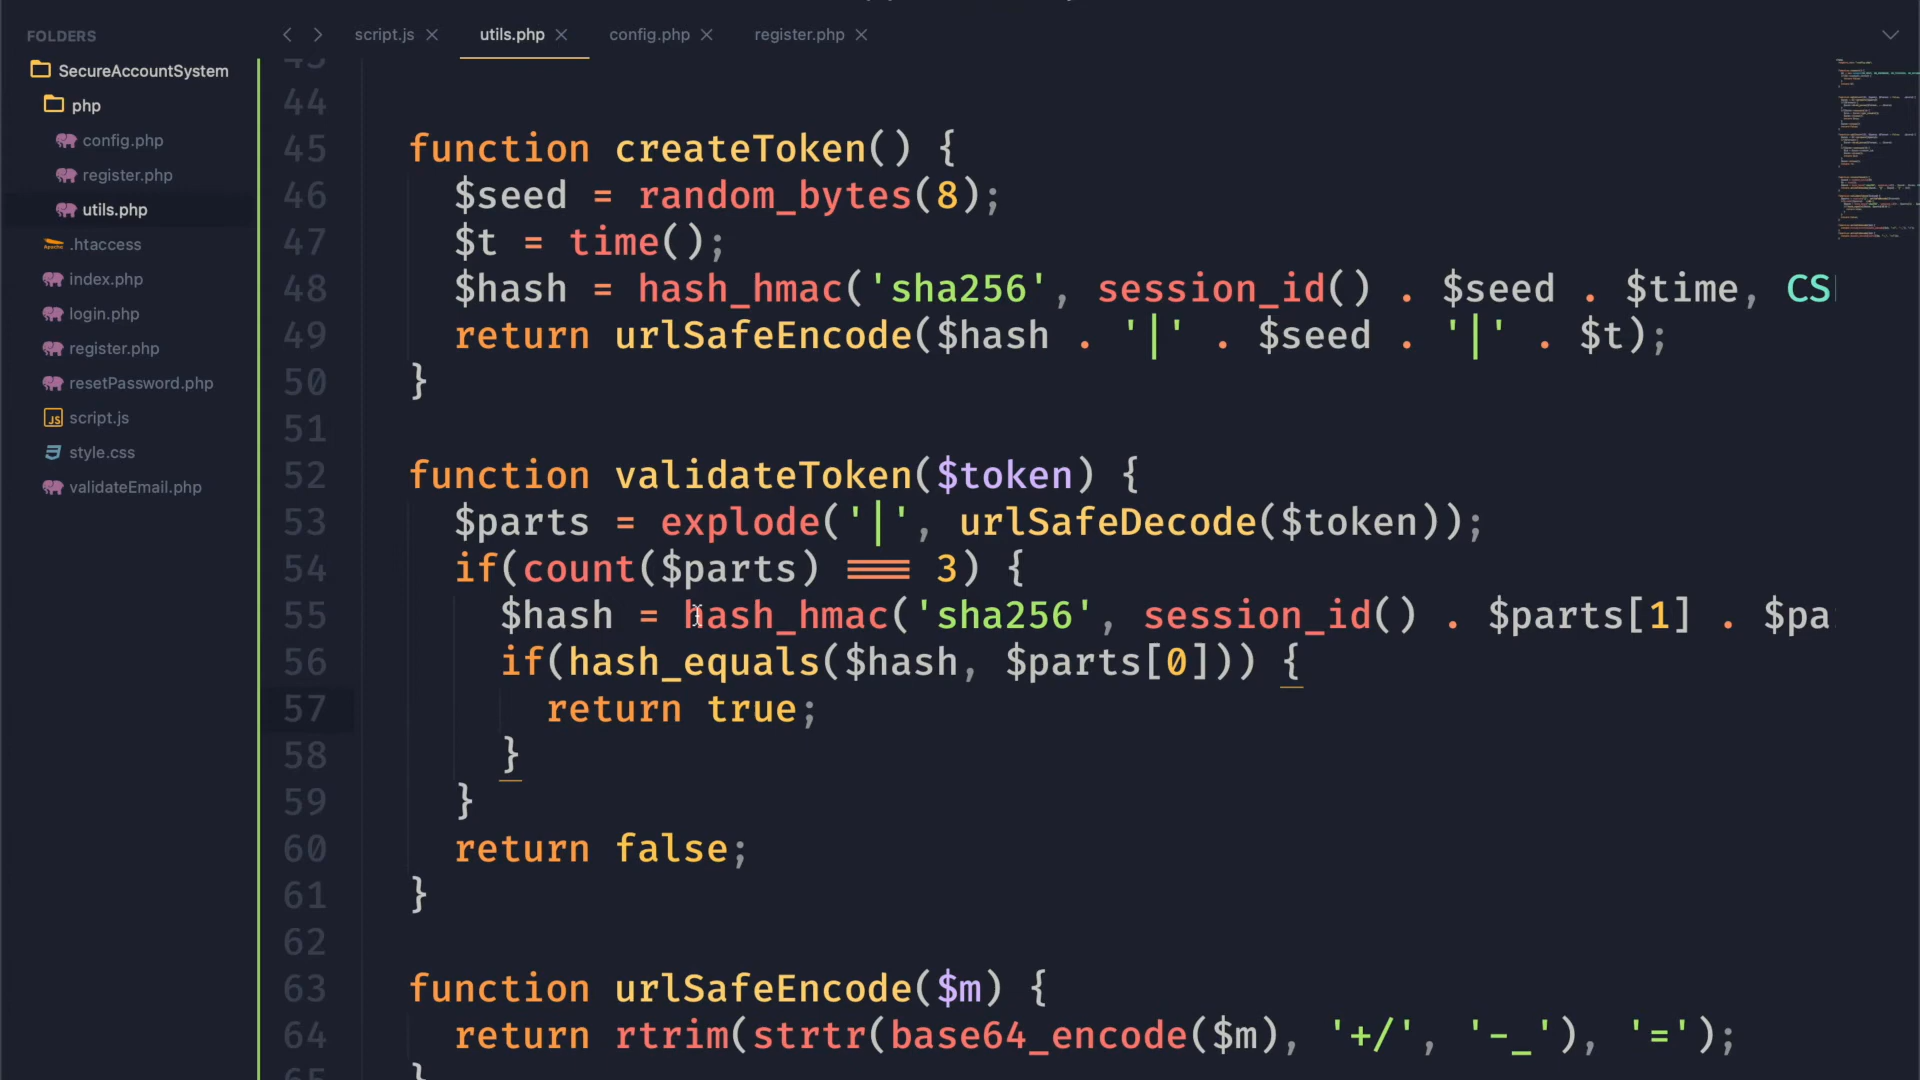 FOLDERS
SecureAccountSystem
php
config.php
register.php
utils.php
.htaccess
index.php
login.php
register.php
resetPassword.php
script.js
style.css
validateEmail.php
script.js utils.php config.php register.php
44
45 function createToken() {
46 $seed = random_bytes(8);
47 $t = time();
48 $hash = hash_hmac('sha256', session_id() . $seed . $time, CS
49 return urlSafeEncode($hash . '|' . $seed . '|' . $t);
50 }
51
52 function validateToken($token) {
53 $parts = explode('|', urlSafeDecode($token));
54 if(count($parts) === 3) {
55 $hash = hash_hmac('sha256', session_id() . $parts[1] . $pa
56 if(hash_equals($hash, $parts[0])) {
57 return true;
58 }
59 }
60 return false;
61 }
62
63 function urlSafeEncode($m) {
64 return rtrim(strtr(base64_encode($m), '+/', '-_'), '=');